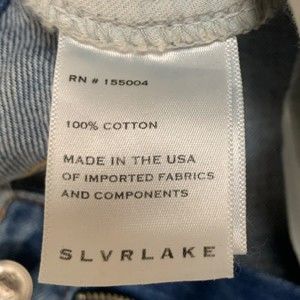 RN # 155004
100% COTTON
MADE IN THE USA
OF IMPORTED FABRICS
AND COMPONENTS
SLVRLAKE